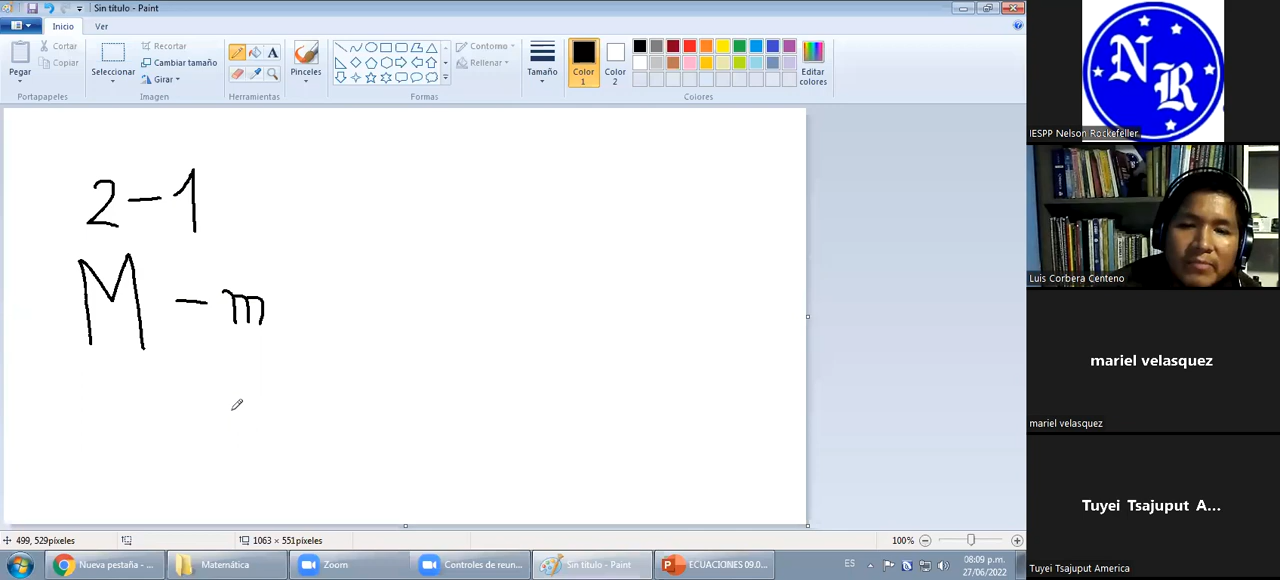 Sin título - Paint
Inicio Ver
Pegar
Cortar
Copiar
Portapapeles
Seleccionar
Recortar
Cambiar tamaño
Girar
Imagen
Herramientas
Pinceles
Contorno
Rellenar
Formas
Tamaño
Color 1
Color 2
Editar colores
Colores
2-1
M - m
N R
IESPP Nelson Rockefeller
Luis Corbera Centeno
mariel velasquez
mariel velasquez
Tuyei Tsajuput A...
Tuyei Tsajuput America
499, 529píxeles
1063 × 551píxeles
100%
Nueva pestaña - ...
Matemática
Zoom
Controles de reun...
Sin título - Paint
ECUACIONES 09.0...
ES
08:09 p.m.
27/06/2022